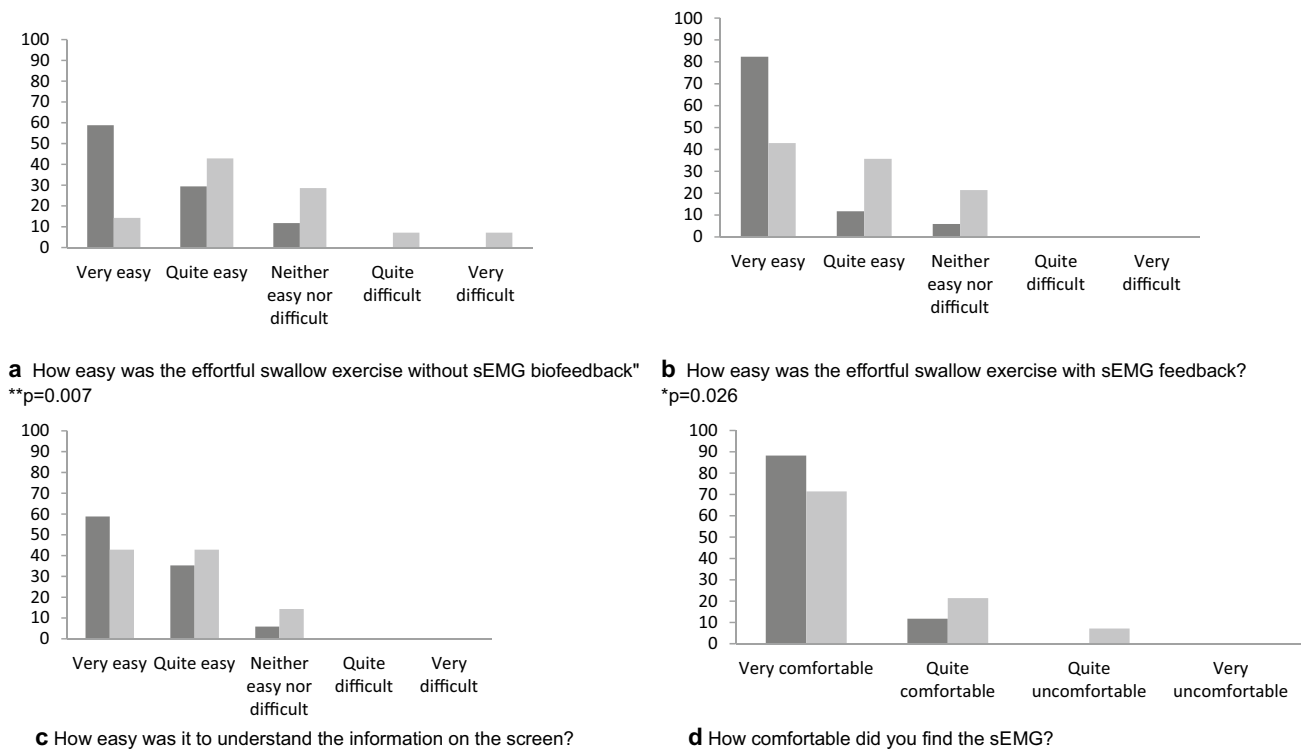 100
90
80
70
60
50
40
30
20
10
0
Very easy Quite easy Neither Quite Very
easy nor difficult difficult
difficult
a How easy was the effortful swallow exercise without sEMG biofeedback"
**p=0.007
100
90
80
70
60
50
40
30
20
10
0
Very easy Quite easy Neither Quite Very
easy nor difficult difficult
difficult
b How easy was the effortful swallow exercise with sEMG feedback?
*p=0.026
100
90
80
70
60
50
40
30
20
10
0
Very easy Quite easy Neither Quite Very
easy nor difficult difficult
difficult
c How easy was it to understand the information on the screen?
100
90
80
70
60
50
40
30
20
10
0
Very comfortable Quite Quite Very
comfortable uncomfortable uncomfortable
d How comfortable did you find the sEMG?